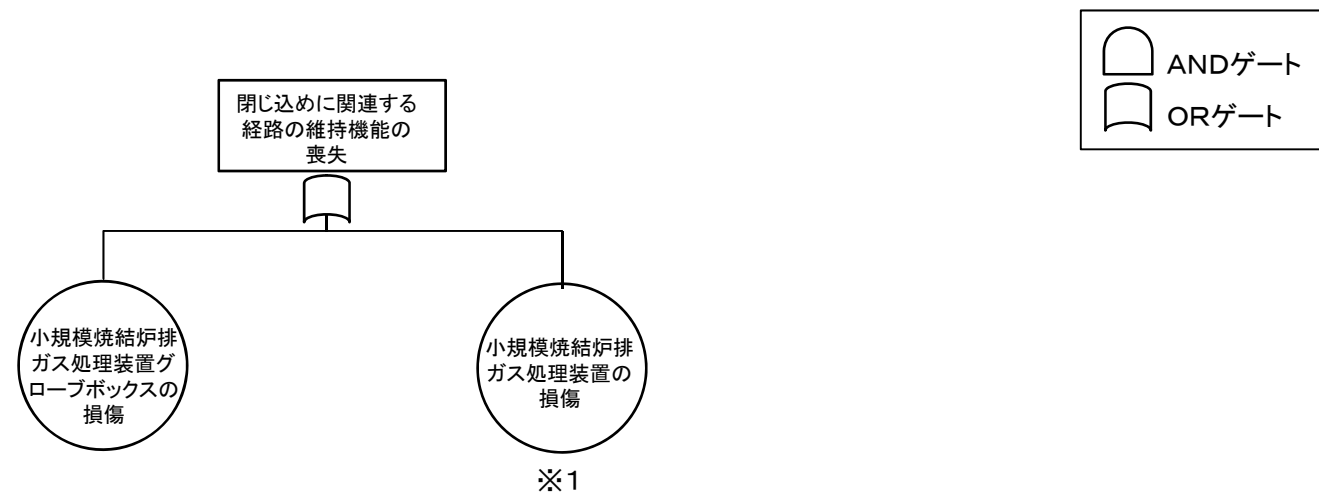 ANDゲート
ORゲート
閉じ込めに関連する
経路の維持機能の
喪失
小規模焼結炉排
ガス処理装置グ
ローブボックスの
損傷
小規模焼結炉排
ガス処理装置の
損傷
※1